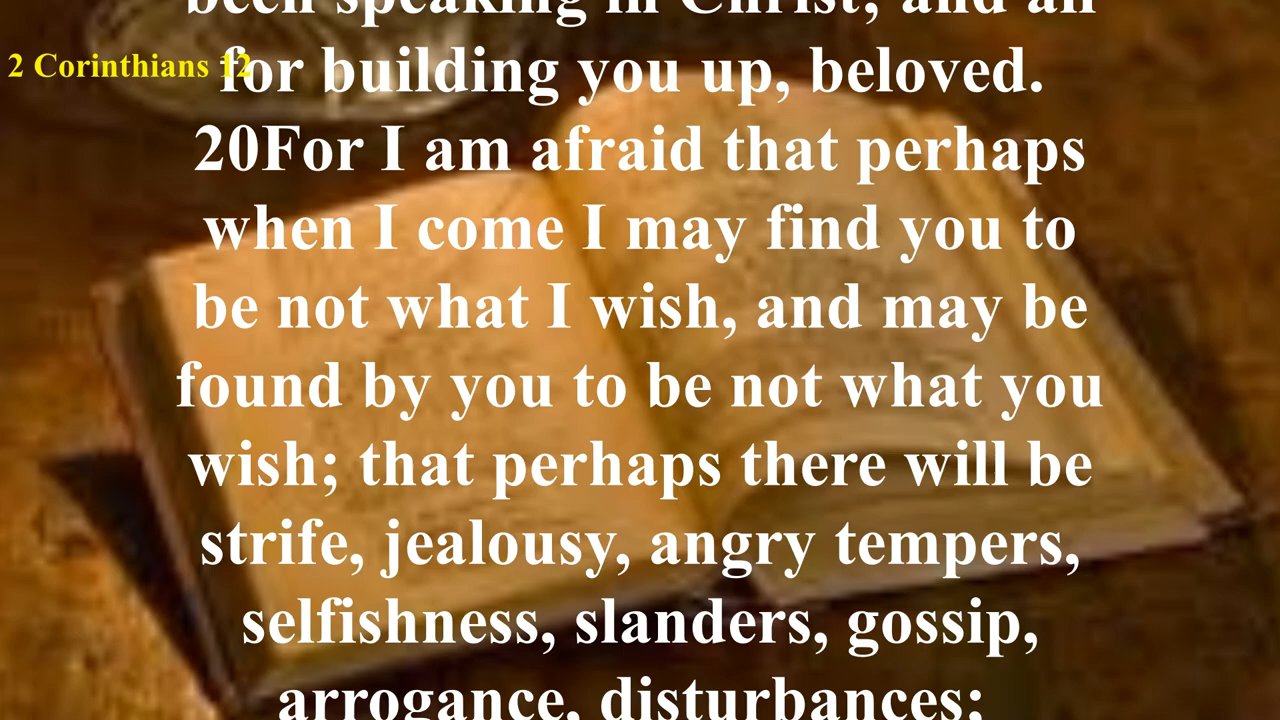 been speaking in Christ; and all
2 Corinthians 12
for building you up, beloved.
20For I am afraid that perhaps
when I come I may find you to
be not what I wish, and may be
found by you to be not what you
wish; that perhaps there will be
strife, jealousy, angry tempers,
selfishness, slanders, gossip,
arrogance, disturbances;